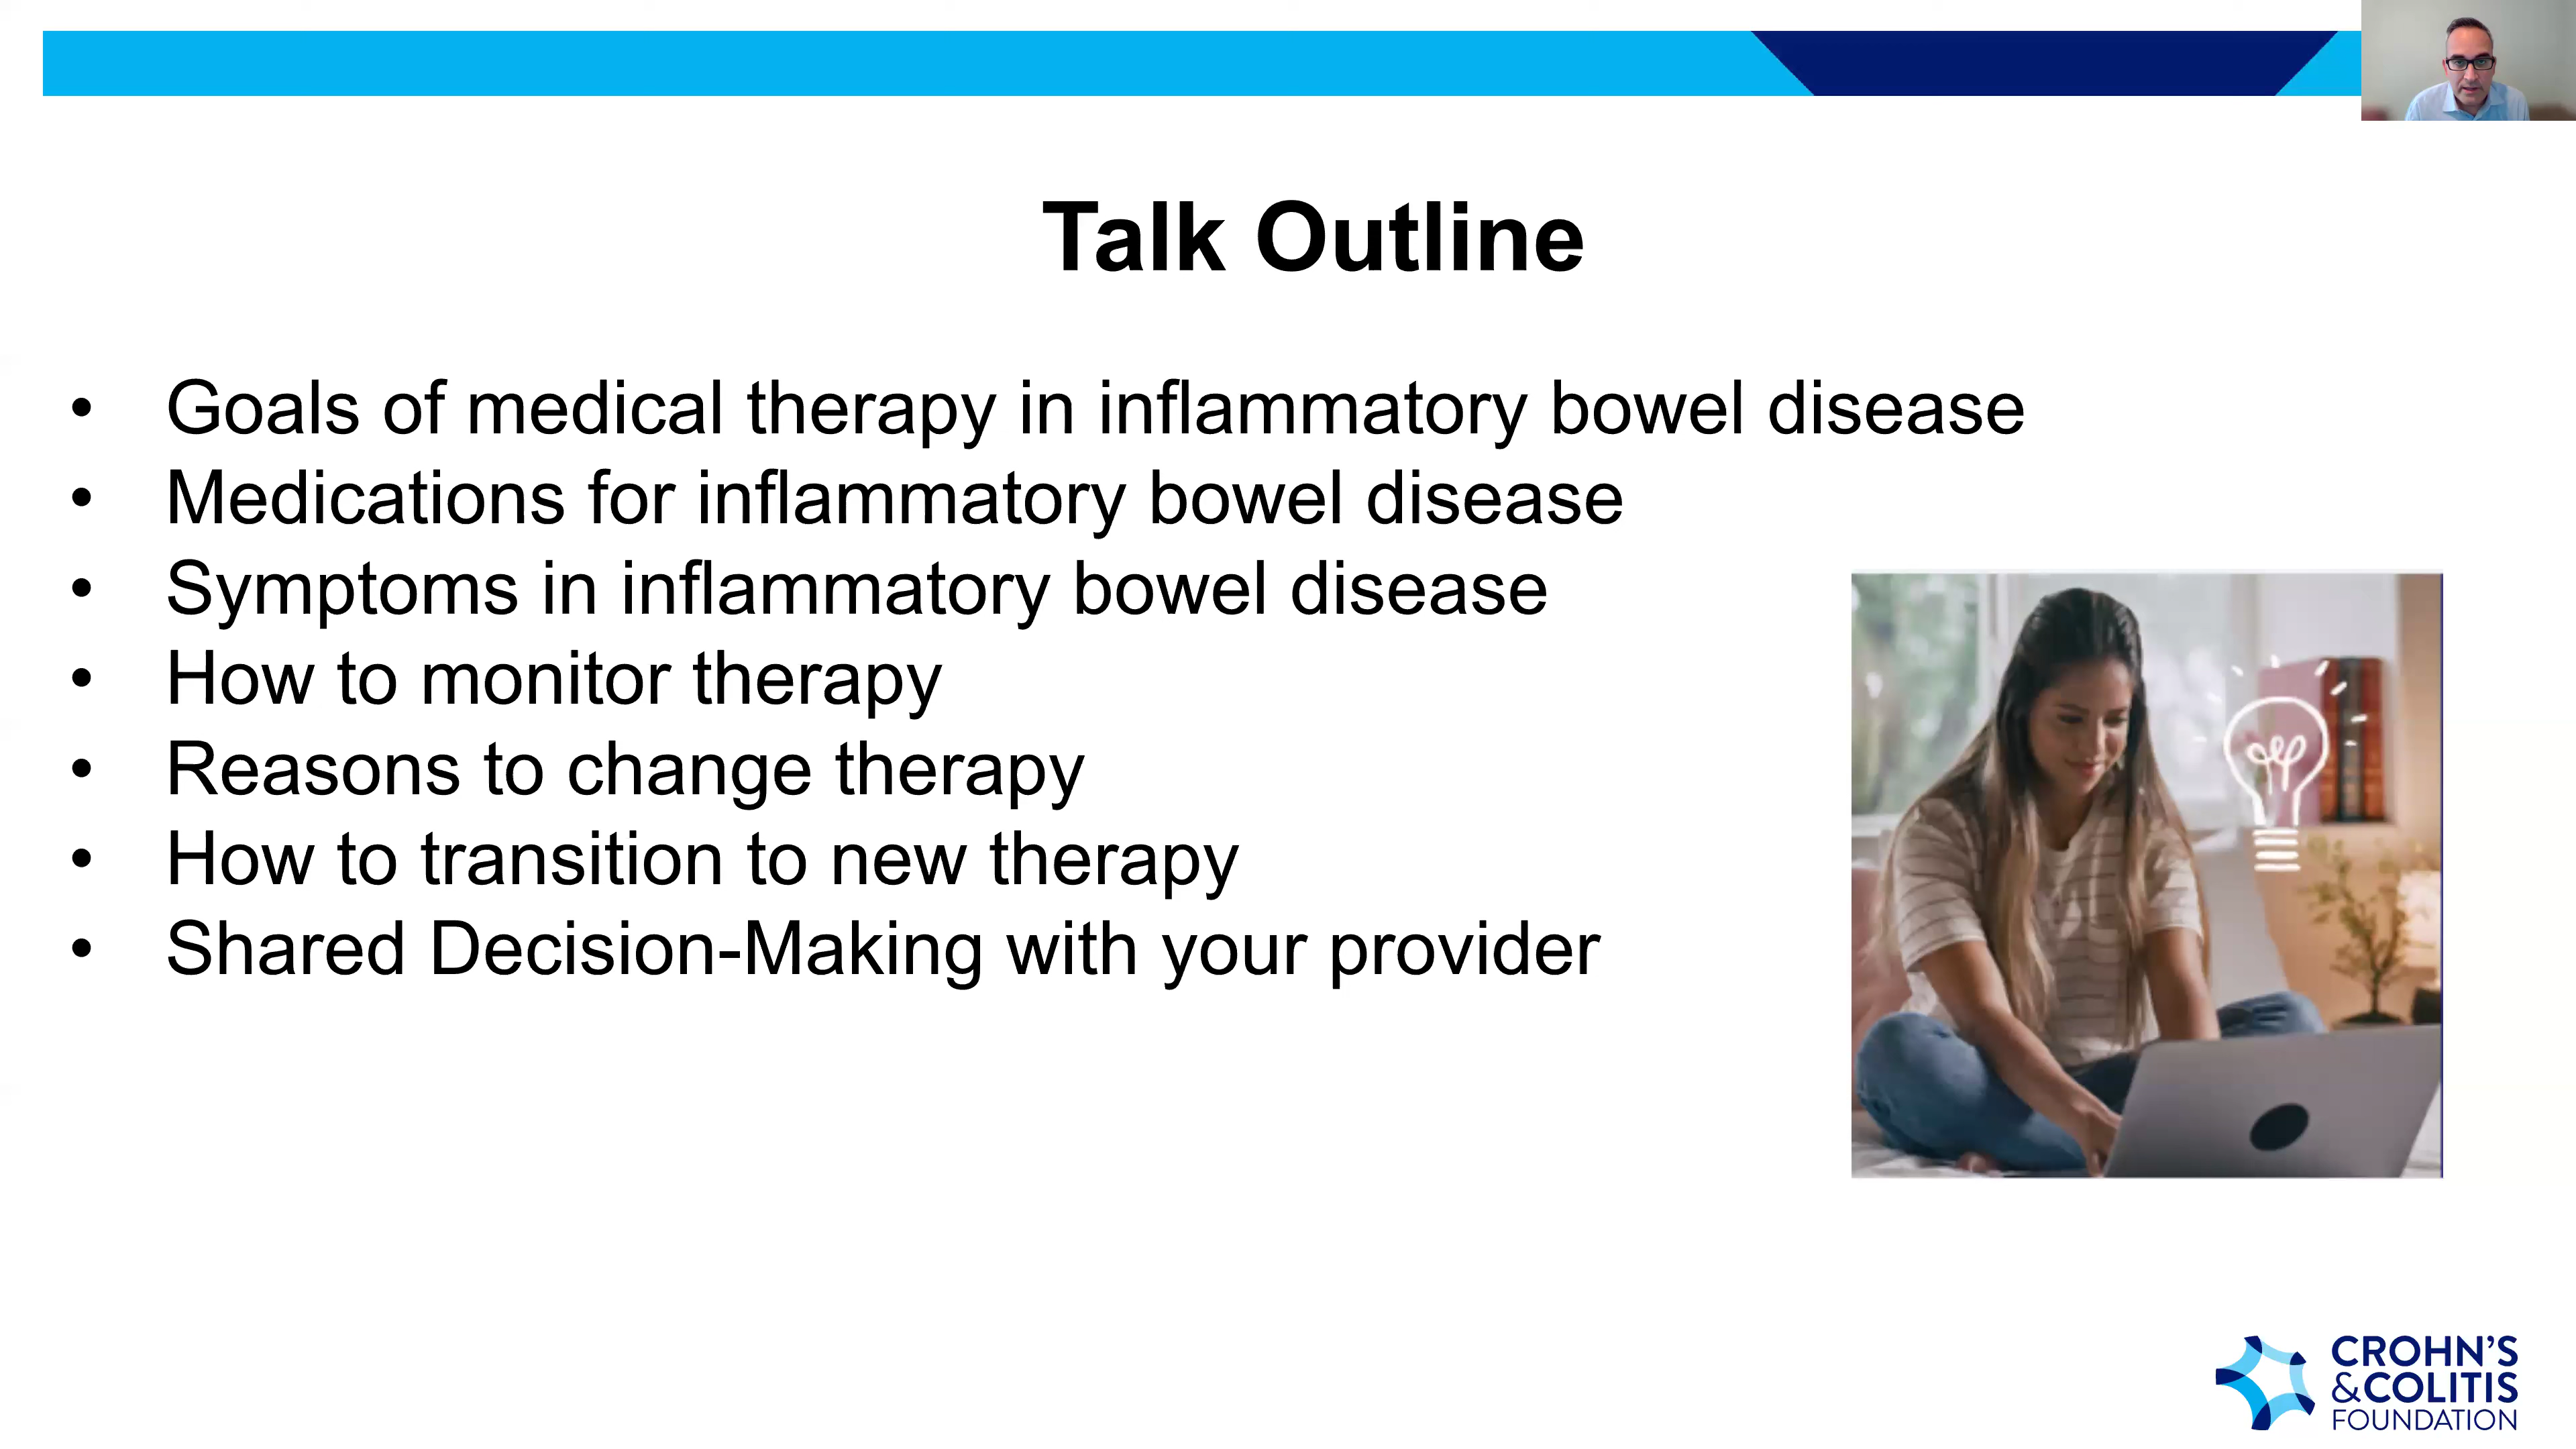 Talk Outline
• Goals of medical therapy in inflammatory bowel disease
• Medications for inflammatory bowel disease
• Symptoms in inflammatory bowel disease
• How to monitor therapy
• Reasons to change therapy
• How to transition to new therapy
• Shared Decision-Making with your provider
CROHN'S
&COLITIS
FOUNDATION